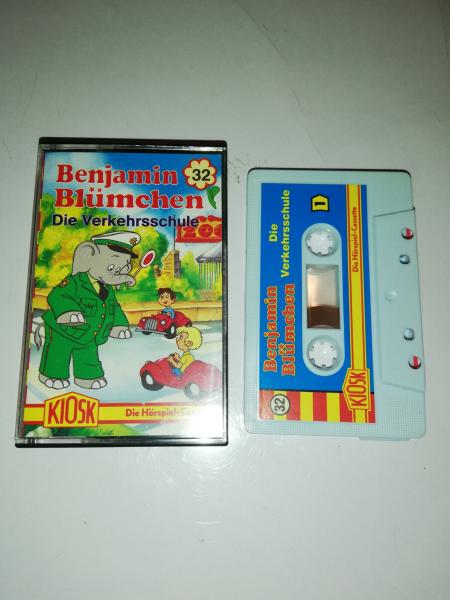 Benjamin
Blümchen
32
Die Verkehrsschule
ZOO
KIOSK
Die Hörspiel-Cassette
Benjamin
Blümchen
Die
Verkehrsschule
1
32
KIOSK
Die Hörspiel-Cassette